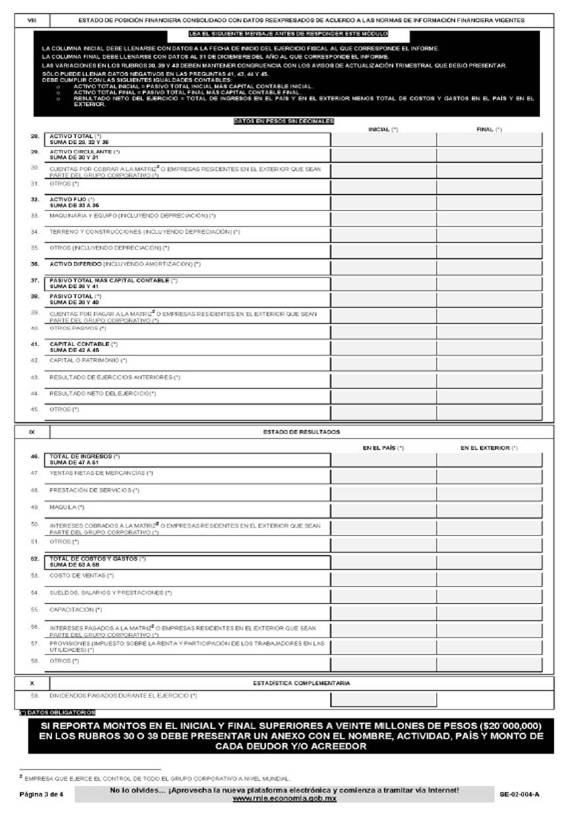 VIII ESTADO DE POSICIÓN FINANCIERA CONSOLIDADO CON DATOS REEXPRESADOS DE ACUERDO A LAS NORMAS DE INFORMACIÓN FINANCIERA VIGENTES
LEA EL SIGUIENTE MENSAJE ANTES DE RESPONDER ESTE MÓDULO
LA COLUMNA INICIAL DEBE LLENARSE CON DATOS A LA FECHA DE INICIO DEL EJERCICIO FISCAL AL QUE CORRESPONDE EL INFORME.
LA COLUMNA FINAL DEBE LLENARSE CON DATOS AL 31 DE DICIEMBRE DEL AÑO AL QUE CORRESPONDE EL INFORME.
LAS VARIACIONES EN LOS RUBROS 30, 39 Y 42 DEBEN MANTENER CONGRUENCIA CON LOS AVISOS DE ACTUALIZACIÓN TRIMESTRAL QUE DEBIÓ PRESENTAR.
SÓLO PUEDE LLENAR DATOS NEGATIVOS EN LAS PREGUNTAS 41, 43, 44 Y 45.
DEBE CUMPLIR CON LAS SIGUIENTES IGUALDADES CONTABLES:
o ACTIVO TOTAL INICIAL = PASIVO TOTAL INICIAL MÁS CAPITAL CONTABLE INICIAL.
o ACTIVO TOTAL FINAL = PASIVO TOTAL FINAL MÁS CAPITAL CONTABLE FINAL.
o RESULTADO NETO DEL EJERCICIO = TOTAL DE INGRESOS EN EL PAÍS Y EN EL EXTERIOR MENOS TOTAL DE COSTOS Y GASTOS EN EL PAÍS Y EN EL
EXTERIOR.
DATOS EN PESOS SIN DECIMALES
INICIAL (*) FINAL (*)
28. ACTIVO TOTAL (*)
SUMA DE 29, 32 Y 36
29. ACTIVO CIRCULANTE (*)
SUMA DE 30 Y 31
30. CUENTAS POR COBRAR A LA MATRIZ2 O EMPRESAS RESIDENTES EN EL EXTERIOR QUE SEAN
PARTE DEL GRUPO CORPORATIVO (*)
31. OTROS (*)
32. ACTIVO FIJO (*)
SUMA DE 33 A 35
33. MAQUINARIA Y EQUIPO (INCLUYENDO DEPRECIACIÓN) (*)
34. TERRENO Y CONSTRUCCIONES (INCLUYENDO DEPRECIACIÓN) (*)
35. OTROS (INCLUYENDO DEPRECIACIÓN) (*)
36. ACTIVO DIFERIDO (INCLUYENDO AMORTIZACIÓN) (*)
37. PASIVO TOTAL MÁS CAPITAL CONTABLE (*)
SUMA DE 38 Y 41
38. PASIVO TOTAL (*)
SUMA DE 39 Y 40
39. CUENTAS POR PAGAR A LA MATRIZ2 O EMPRESAS RESIDENTES EN EL EXTERIOR QUE SEAN
PARTE DEL GRUPO CORPORATIVO (*)
40. OTROS PASIVOS (*)
41. CAPITAL CONTABLE (*)
SUMA DE 42 A 45
42. CAPITAL O PATRIMONIO (*)
43. RESULTADO DE EJERCICIOS ANTERIORES (*)
44. RESULTADO NETO DEL EJERCICIO (*)
45. OTROS (*)
IX ESTADO DE RESULTADOS
EN EL PAÍS (*) EN EL EXTERIOR (*)
46. TOTAL DE INGRESOS (*)
SUMA DE 47 A 51
47. VENTAS NETAS DE MERCANCÍAS (*)
48. PRESTACIÓN DE SERVICIOS (*)
49. MAQUILA (*)
50. INTERESES COBRADOS A LA MATRIZ2 O EMPRESAS RESIDENTES EN EL EXTERIOR QUE SEAN
PARTE DEL GRUPO CORPORATIVO (*)
51. OTROS (*)
52. TOTAL DE COSTOS Y GASTOS (*)
SUMA DE 53 A 58
53. COSTO DE VENTAS (*)
54. SUELDOS, SALARIOS Y PRESTACIONES (*)
55. CAPACITACIÓN (*)
56. INTERESES PAGADOS A LA MATRIZ2 O EMPRESAS RESIDENTES EN EL EXTERIOR QUE SEAN
PARTE DEL GRUPO CORPORATIVO (*)
57. PROVISIONES (IMPUESTO SOBRE LA RENTA Y PARTICIPACIÓN DE LOS TRABAJADORES EN LAS
UTILIDADES) (*)
58. OTROS (*)
X ESTADÍSTICA COMPLEMENTARIA
59. DIVIDENDOS PAGADOS DURANTE EL EJERCICIO (*)
(*) DATOS OBLIGATORIOS
SI REPORTA MONTOS EN EL INICIAL Y FINAL SUPERIORES A VEINTE MILLONES DE PESOS ($20´000,000)
EN LOS RUBROS 30 O 39 DEBE PRESENTAR UN ANEXO CON EL NOMBRE, ACTIVIDAD, PAÍS Y MONTO DE
CADA DEUDOR Y/O ACREEDOR
2 EMPRESA QUE EJERCE EL CONTROL DE TODO EL GRUPO CORPORATIVO A NIVEL MUNDIAL.
Página 3 de 4 No lo olvides... ¡Aprovecha la nueva plataforma electrónica y comienza a tramitar vía Internet! SE-02-004-A
www.rnie.economia.gob.mx